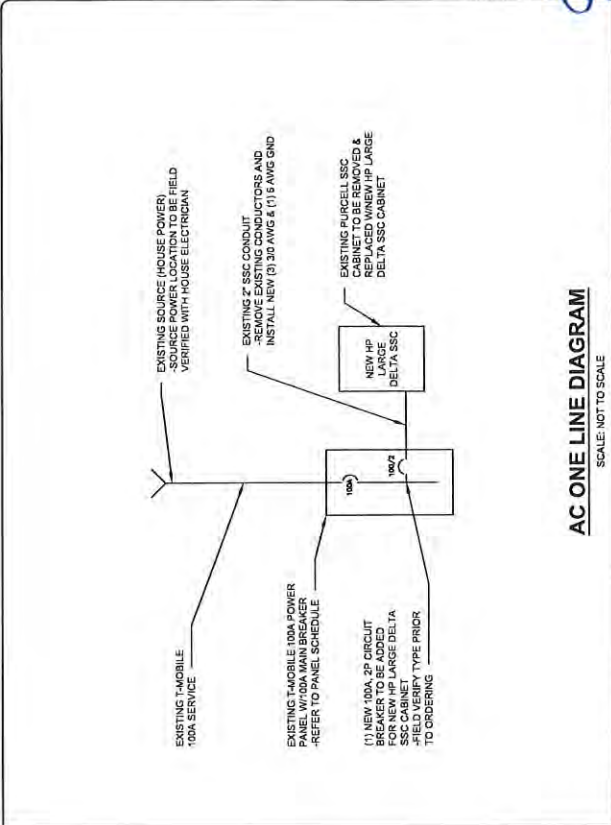 EXISTING SOURCE (HOUSE POWER)
-SOURCE POWER LOCATION TO BE FIELD
VERIFIED WITH HOUSE ELECTRICIAN
EXISTING T-MOBILE
100A SERVICE
EXISTING 2" SSC CONDUIT
-REMOVE EXISTING CONDUCTORS AND
INSTALL NEW (3) 3/0 AWG & (1) 6 AWG GND
EXISTING T-MOBILE 100A POWER
PANEL W/100A MAIN BREAKER
-REFER TO PANEL SCHEDULE
100A
100/2
NEW HP
LARGE
DELTA SSC
EXISTING PURCELL SSC
CABINET TO BE REMOVED &
REPLACED W/NEW HP LARGE
DELTA SSC CABINET
(1) NEW 100A, 2P CIRCUIT
BREAKER TO BE ADDED
FOR NEW HP LARGE DELTA
SSC CABINET
-FIELD VERIFY TYPE PRIOR
TO ORDERING
AC ONE LINE DIAGRAM
SCALE: NOT TO SCALE